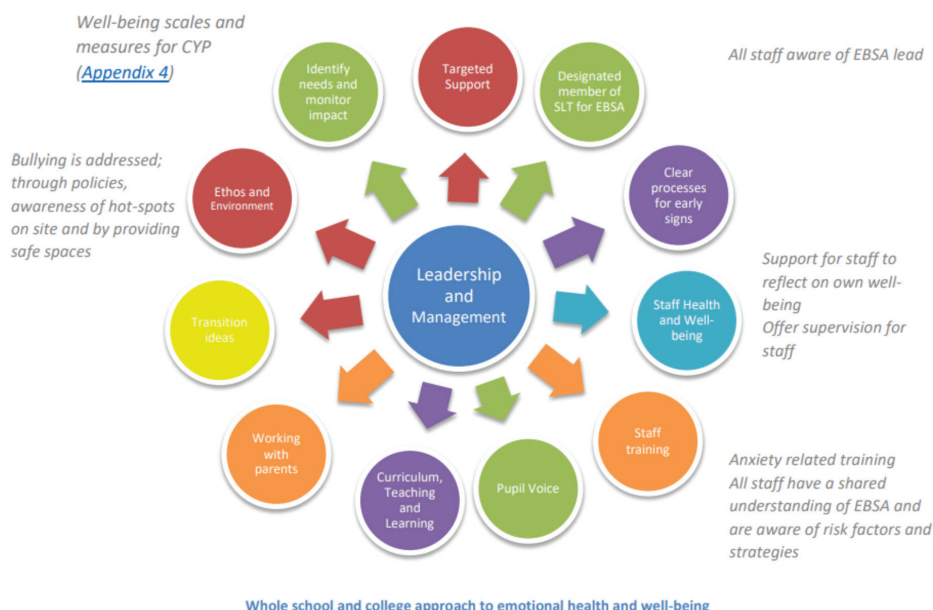 Well-being scales and
measures for CYP
(Appendix 4)
Identify
needs and
monitor
impact
Targeted
Support
Designated
member of
SLT for EBSA
All staff aware of EBSA lead
Bullying is addressed;
through policies,
awareness of hot-spots
on site and by providing
safe spaces
Ethos and
Environment
Clear
processes
for early
signs
Leadership
and
Management
Transition
ideas
Staff Health
and Well-
being
Support for staff to
reflect on own well-
being
Offer supervision for
staff
Working
with
parents
Curriculum,
Teaching
and
Learning
Pupil Voice
Staff
training
Anxiety related training
All staff have a shared
understanding of EBSA and
are aware of risk factors and
strategies
Whole school and college approach to emotional health and well-being